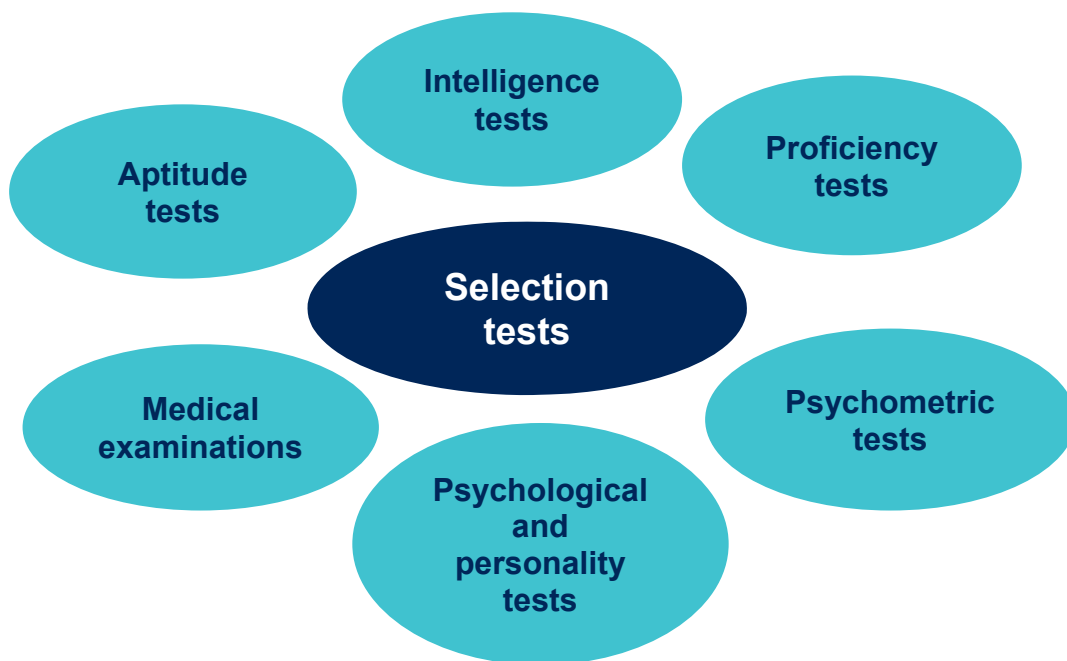 Intelligence
tests
Aptitude
tests
Proficiency
tests
Selection
tests
Medical
examinations
Psychometric
tests
Psychological
and
personality
tests